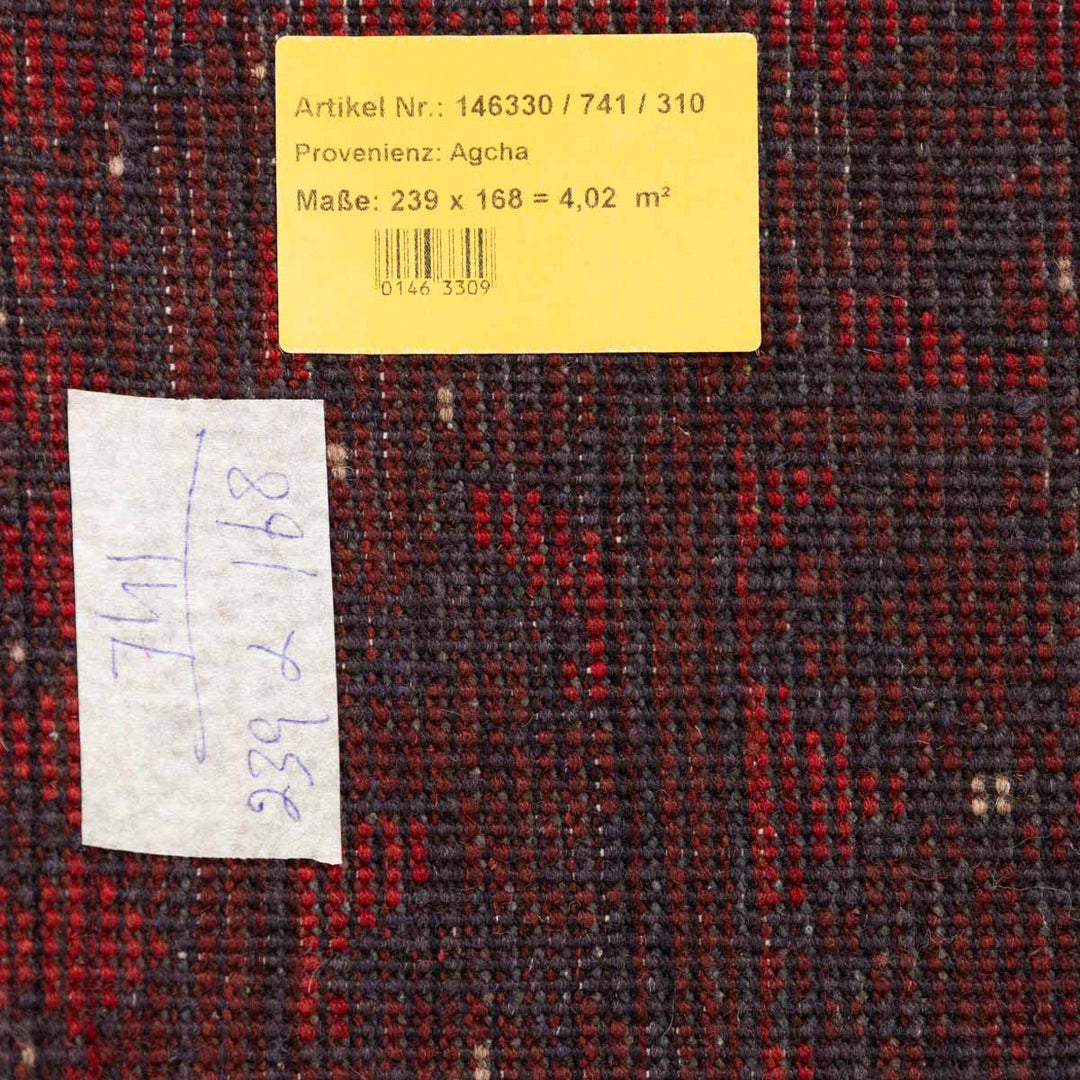 Artikel Nr.: 146330 / 741 / 310
Provenienz: Agcha
Maße: 239 x 168 = 4,02 m²
0146 3309
741
239 x 168